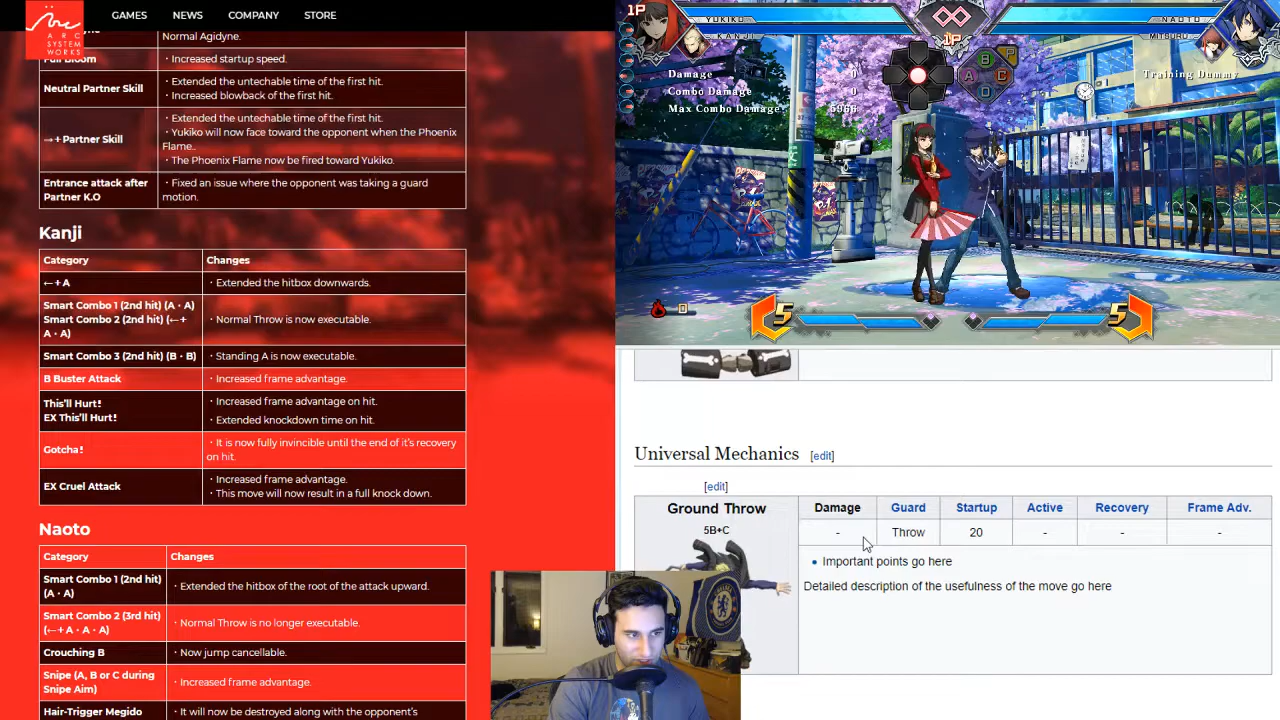 ARC
SYSTEM
WORKS
GAMES
NEWS
COMPANY
STORE
Normal Agidyne.
Full Bloom
・Increased startup speed.
Neutral Partner Skill
・Extended the untechable time of the first hit.
・Increased blowback of the first hit.
→+Partner Skill
・Extended the untechable time of the first hit.
・Yukiko will now face toward the opponent when the Phoenix
Flame..
・The Phoenix Flame now be fired toward Yukiko.
Entrance attack after
Partner K.O
・Fixed an issue where the opponent was taking a guard
motion.
Kanji
Category
Changes
←+A
・Extended the hitbox downwards.
Smart Combo 1 (2nd hit) (A・A)
Smart Combo 2 (2nd hit) (←+
A・A)
・Normal Throw is now executable.
Smart Combo 3 (2nd hit) (B・B)
・Standing A is now executable.
B Buster Attack
・Increased frame advantage.
This'll Hurt!
EX This'll Hurt!
・Increased frame advantage on hit.
・Extended knockdown time on hit.
Gotcha!
・It is now fully invincible until the end of it's recovery
on hit.
EX Cruel Attack
・Increased frame advantage.
・This move will now result in a full knock down.
Naoto
Category
Changes
Smart Combo 1 (2nd hit)
(A・A)
・Extended the hitbox of the root of the attack upward.
Smart Combo 2 (3rd hit)
(←+A・A・A)
・Normal Throw is no longer executable.
Crouching B
・Now jump cancellable.
Snipe (A, B or C during
Snipe Aim)
・Increased frame advantage.
Hair-Trigger Megido
・It will now be destroyed along with the opponent's
1P
YUKIKO
KANJI
NAOTO
MITSURU
1P
Damage 0
Combo Damage 0
Max Combo Damage 5966
Training Dummy
B
P
A
C
D
0
5
5
Universal Mechanics [edit]
[edit]
Ground Throw
5B+C
Damage
Guard
Startup
Active
Recovery
Frame Adv.
-
Throw
20
-
-
-
• Important points go here
Detailed description of the usefulness of the move go here